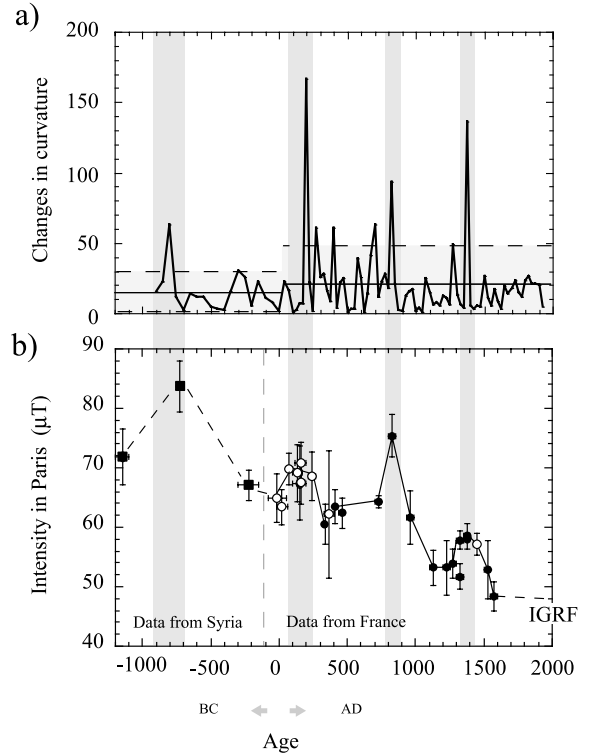 a)
200
150
100
50
0
Changes in curvature
b)
90
80
70
60
50
40
Intensity in Paris (μT)
Data from Syria
Data from France
IGRF
-1000
-500
0
500
1000
1500
2000
BC
AD
Age